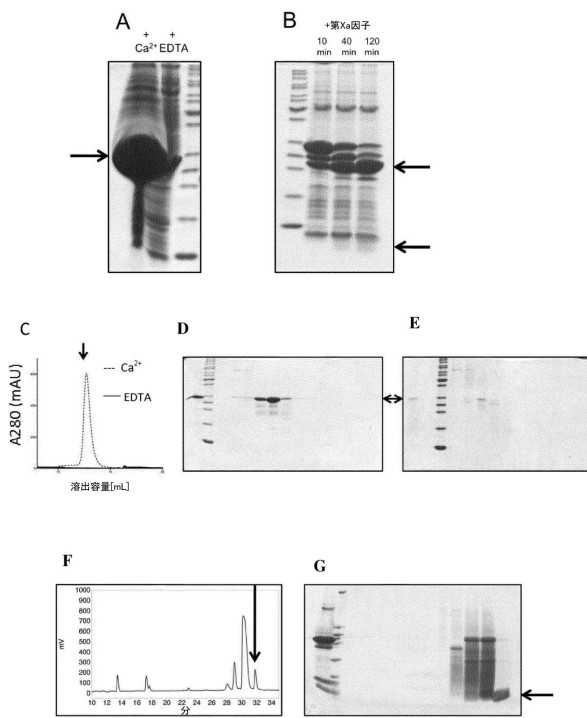 A
+ +
Ca²⁺ EDTA
B
+第Xa因子
10 40 120
min min min
C
A280 (mAU)
Ca²⁺
EDTA
溶出容量[mL]
D
E
F
mV
1000
900
800
700
600
500
400
300
200
100
0
10 12 14 16 18 20 22 24 26 28 30 32 34
分
G